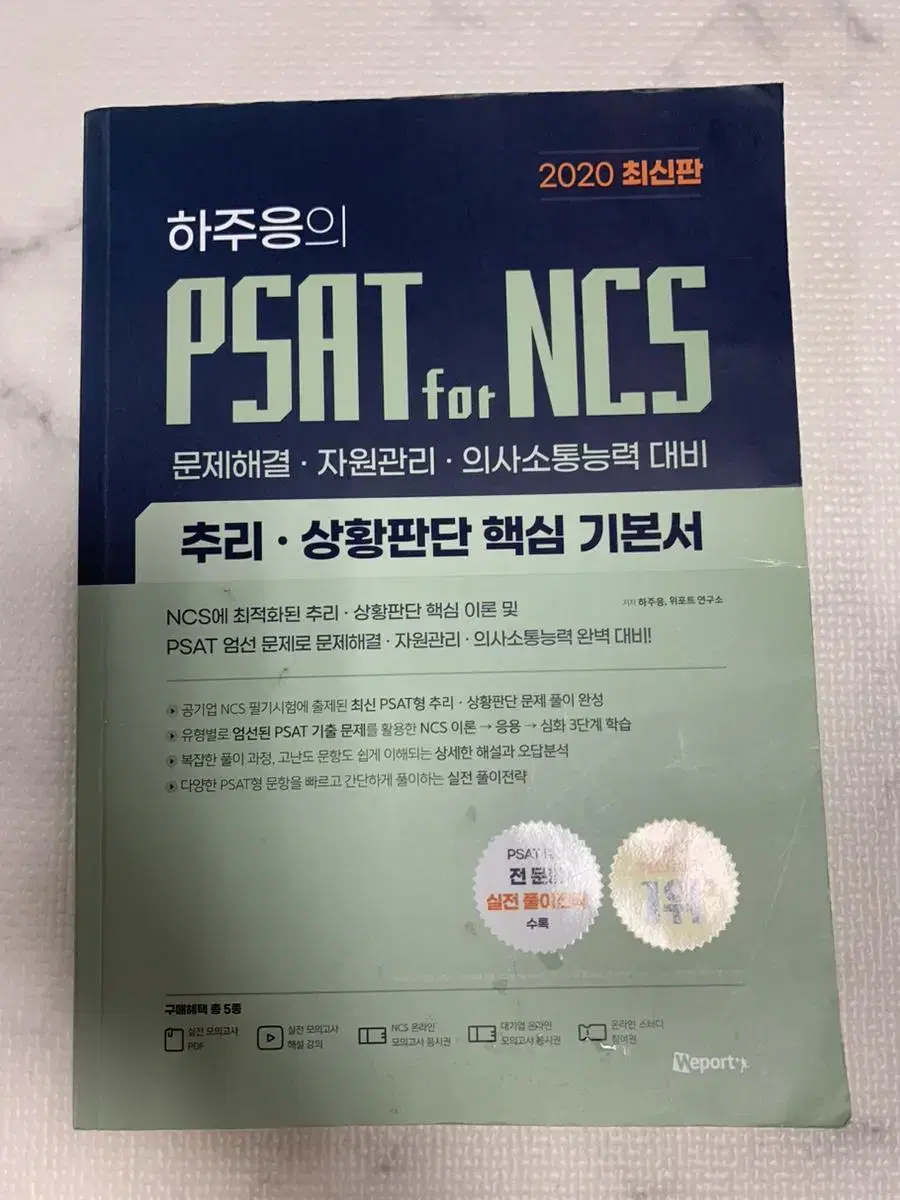 2020 최신판
하주응의
PSAT for NCS
문제해결 · 자원관리 · 의사소통능력 대비
추리 · 상황판단 핵심 기본서
저자 하주응, 위포트 연구소
NCS에 최적화된 추리 · 상황판단 핵심 이론 및
PSAT 엄선 문제로 문제해결 · 자원관리 · 의사소통능력 완벽 대비!
공기업 NCS 필기시험에 출제된 최신 PSAT형 추리 · 상황판단 문제 풀이 완성
유형별로 엄선된 PSAT 기출 문제를 활용한 NCS 이론 → 응용 → 심화 3단계 학습
복잡한 풀이 과정, 고난도 문항도 쉽게 이해되는 상세한 해설과 오답분석
다양한 PSAT형 문항을 빠르고 간단하게 풀이하는 실전 풀이전략
PSAT
전
실전 풀이전략
수록
1위
구매혜택 총 5종
실전 모의고사
PDF
실전 모의고사
해설 강의
NCS 온라인
모의고사 응시권
대기업 온라인
모의고사 응시권
온라인 스터디
참여권
Weport